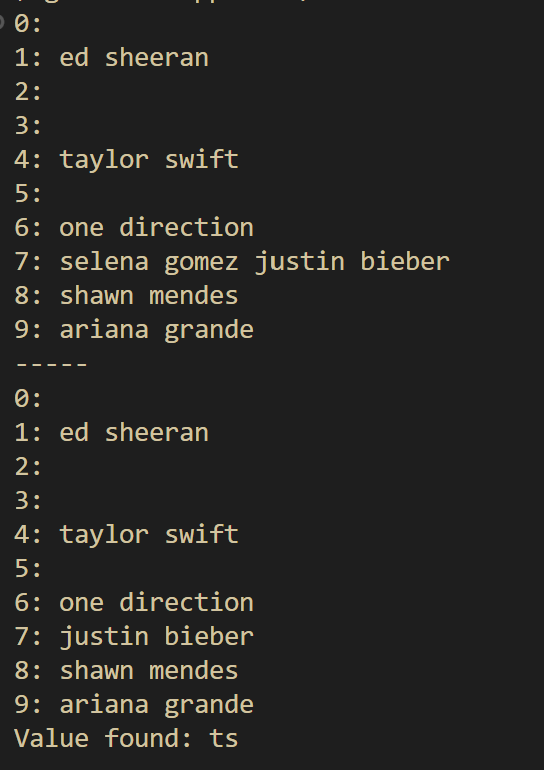 0:
1: ed sheeran
2:
3:
4: taylor swift
5:
6: one direction
7: selena gomez justin bieber
8: shawn mendes
9: ariana grande
-----
0:
1: ed sheeran
2:
3:
4: taylor swift
5:
6: one direction
7: justin bieber
8: shawn mendes
9: ariana grande
Value found: ts